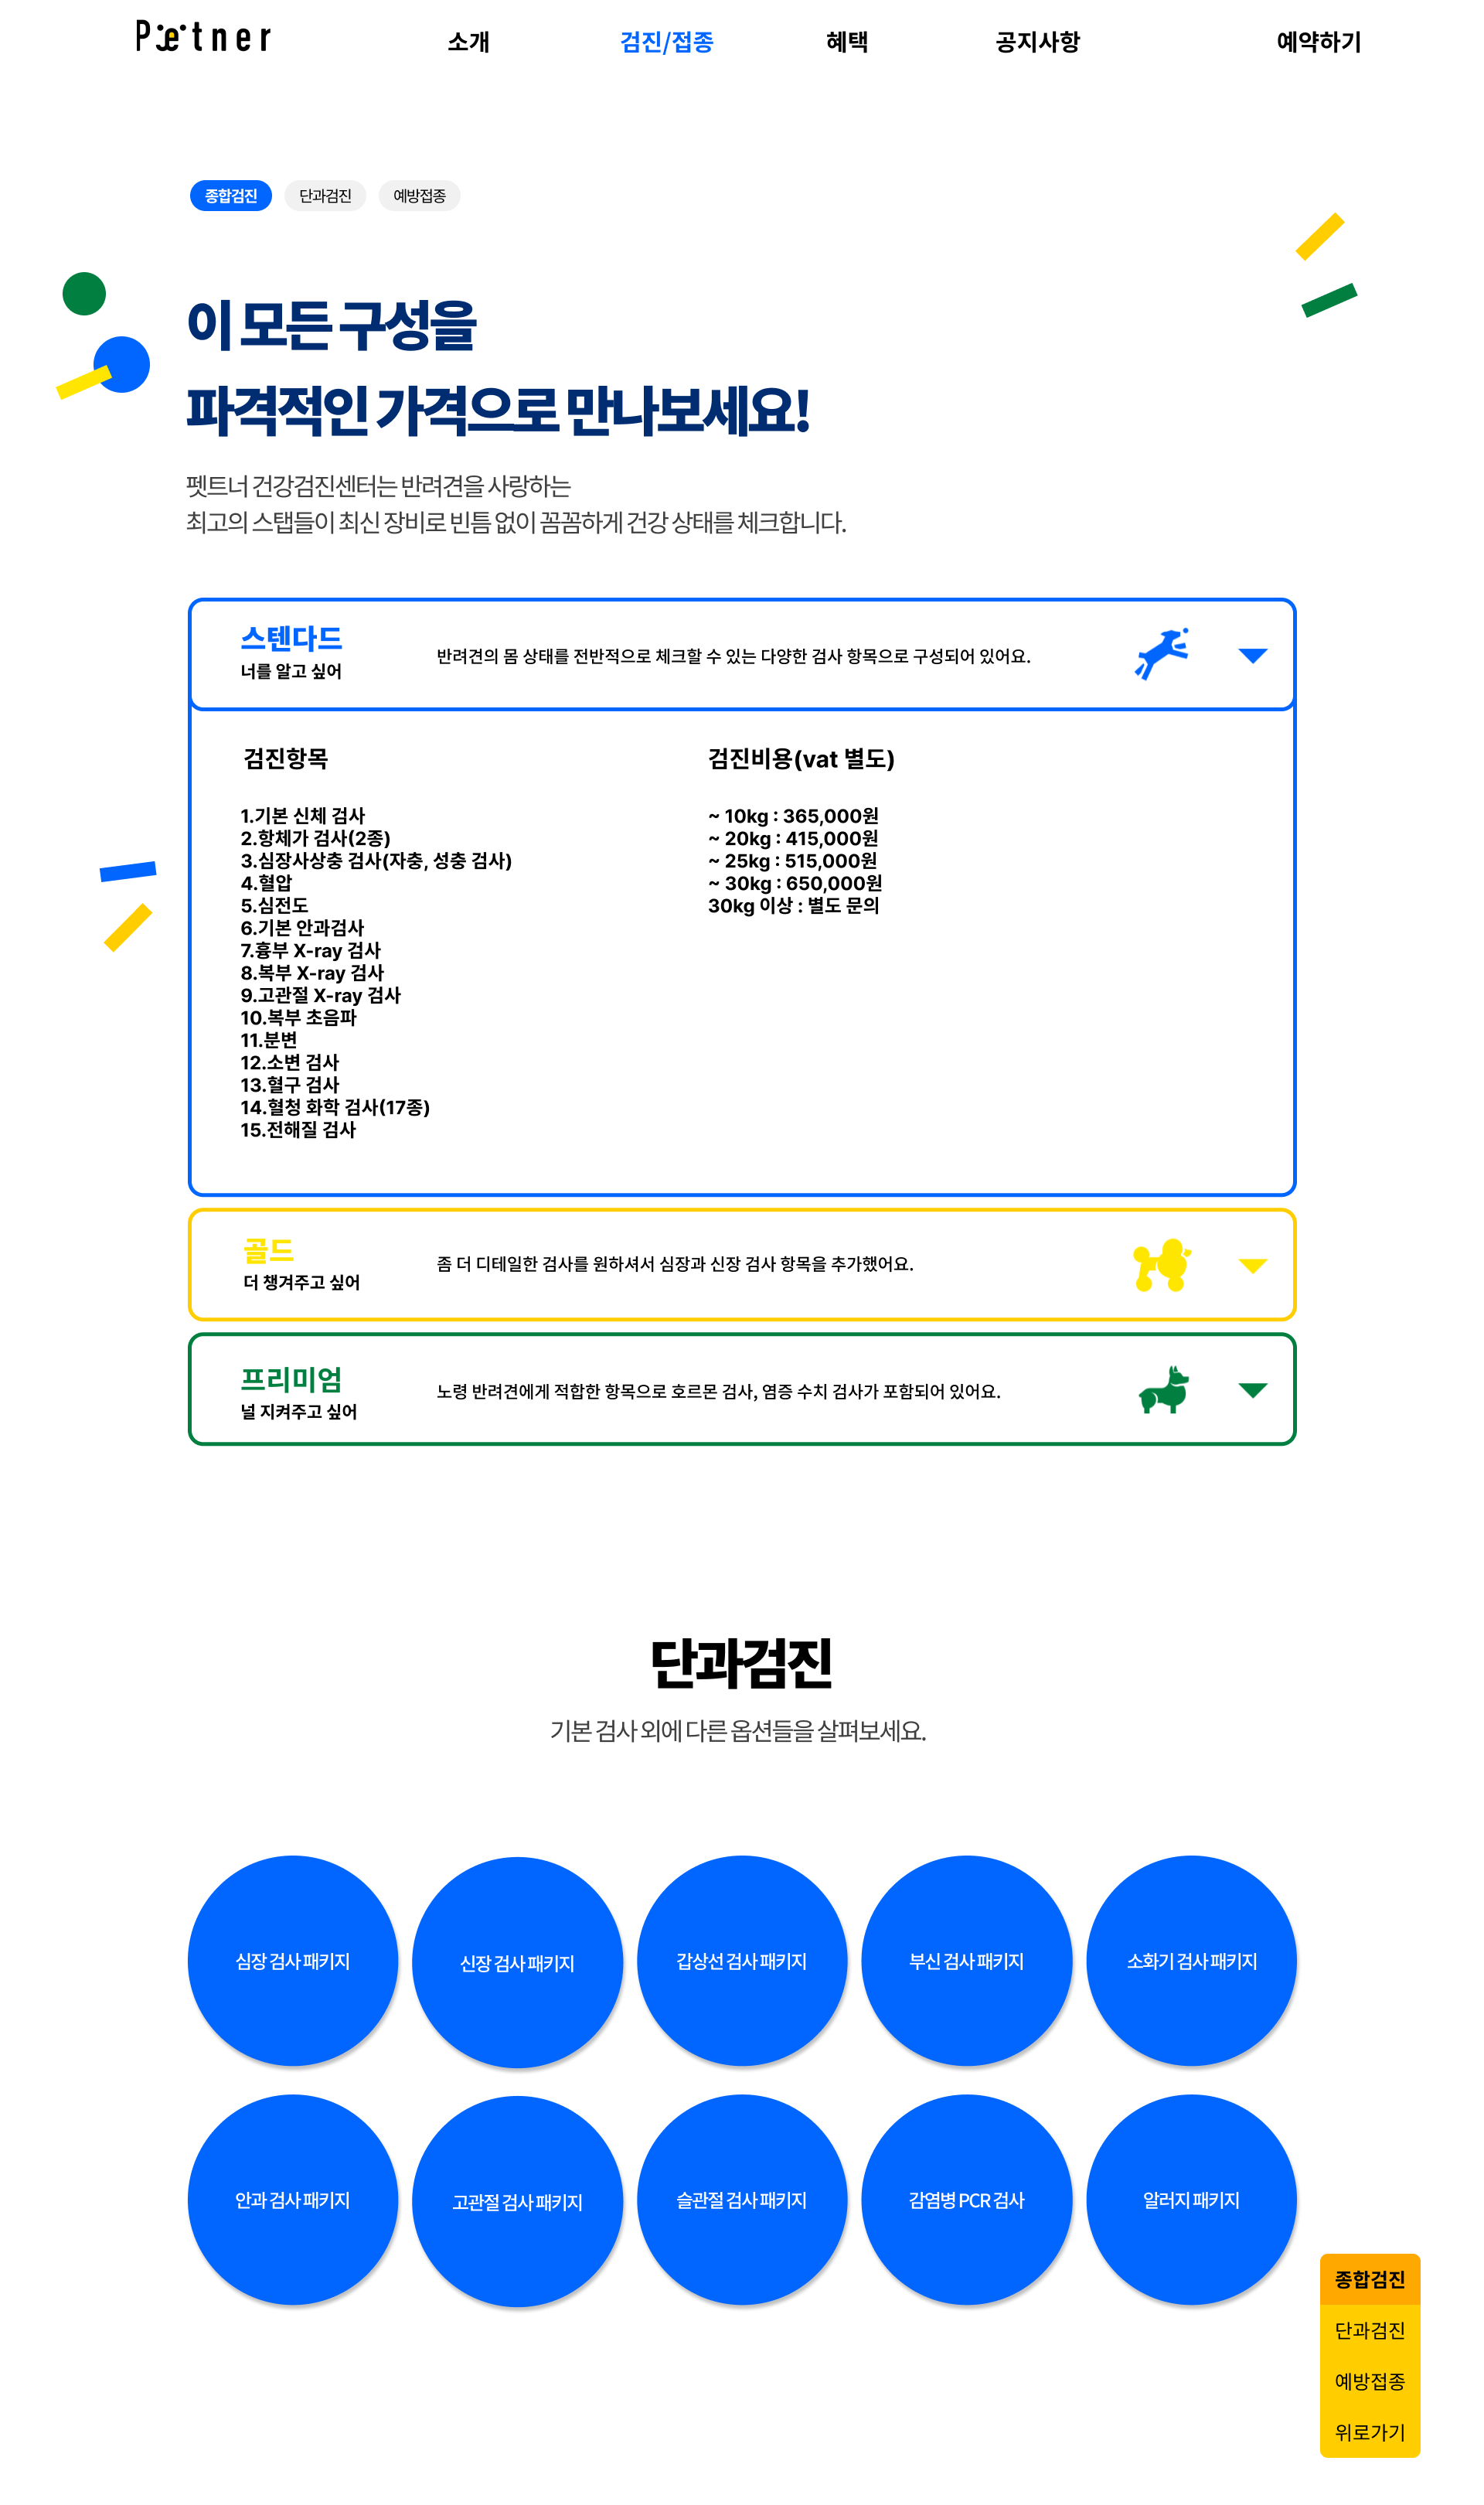 Petner
소개
검진/접종
혜택
공지사항
예약하기
종합검진
단과검진
예방접종
이 모든 구성을
파격적인 가격으로 만나보세요!
펫트너 건강검진센터는 반려견을 사랑하는
최고의 스탭들이 최신 장비로 빈틈 없이 꼼꼼하게 건강 상태를 체크합니다.
스텐다드
너를 알고 싶어
반려견의 몸 상태를 전반적으로 체크할 수 있는 다양한 검사 항목으로 구성되어 있어요.
검진항목
1.기본 신체 검사
2.항체가 검사(2종)
3.심장사상충 검사(자충, 성충 검사)
4.혈압
5.심전도
6.기본 안과검사
7.흉부 X-ray 검사
8.복부 X-ray 검사
9.고관절 X-ray 검사
10.복부 초음파
11.분변
12.소변 검사
13.혈구 검사
14.혈청 화학 검사(17종)
15.전해질 검사
검진비용(vat 별도)
~ 10kg : 365,000원
~ 20kg : 415,000원
~ 25kg : 515,000원
~ 30kg : 650,000원
30kg 이상 : 별도 문의
골드
더 챙겨주고 싶어
좀 더 디테일한 검사를 원하셔서 심장과 신장 검사 항목을 추가했어요.
프리미엄
널 지켜주고 싶어
노령 반려견에게 적합한 항목으로 호르몬 검사, 염증 수치 검사가 포함되어 있어요.
단과검진
기본 검사 외에 다른 옵션들을 살펴보세요.
심장 검사 패키지
신장 검사 패키지
갑상선 검사 패키지
부신 검사 패키지
소화기 검사 패키지
안과 검사 패키지
고관절 검사 패키지
슬관절 검사 패키지
감염병 PCR 검사
알러지 패키지
종합검진
단과검진
예방접종
위로가기